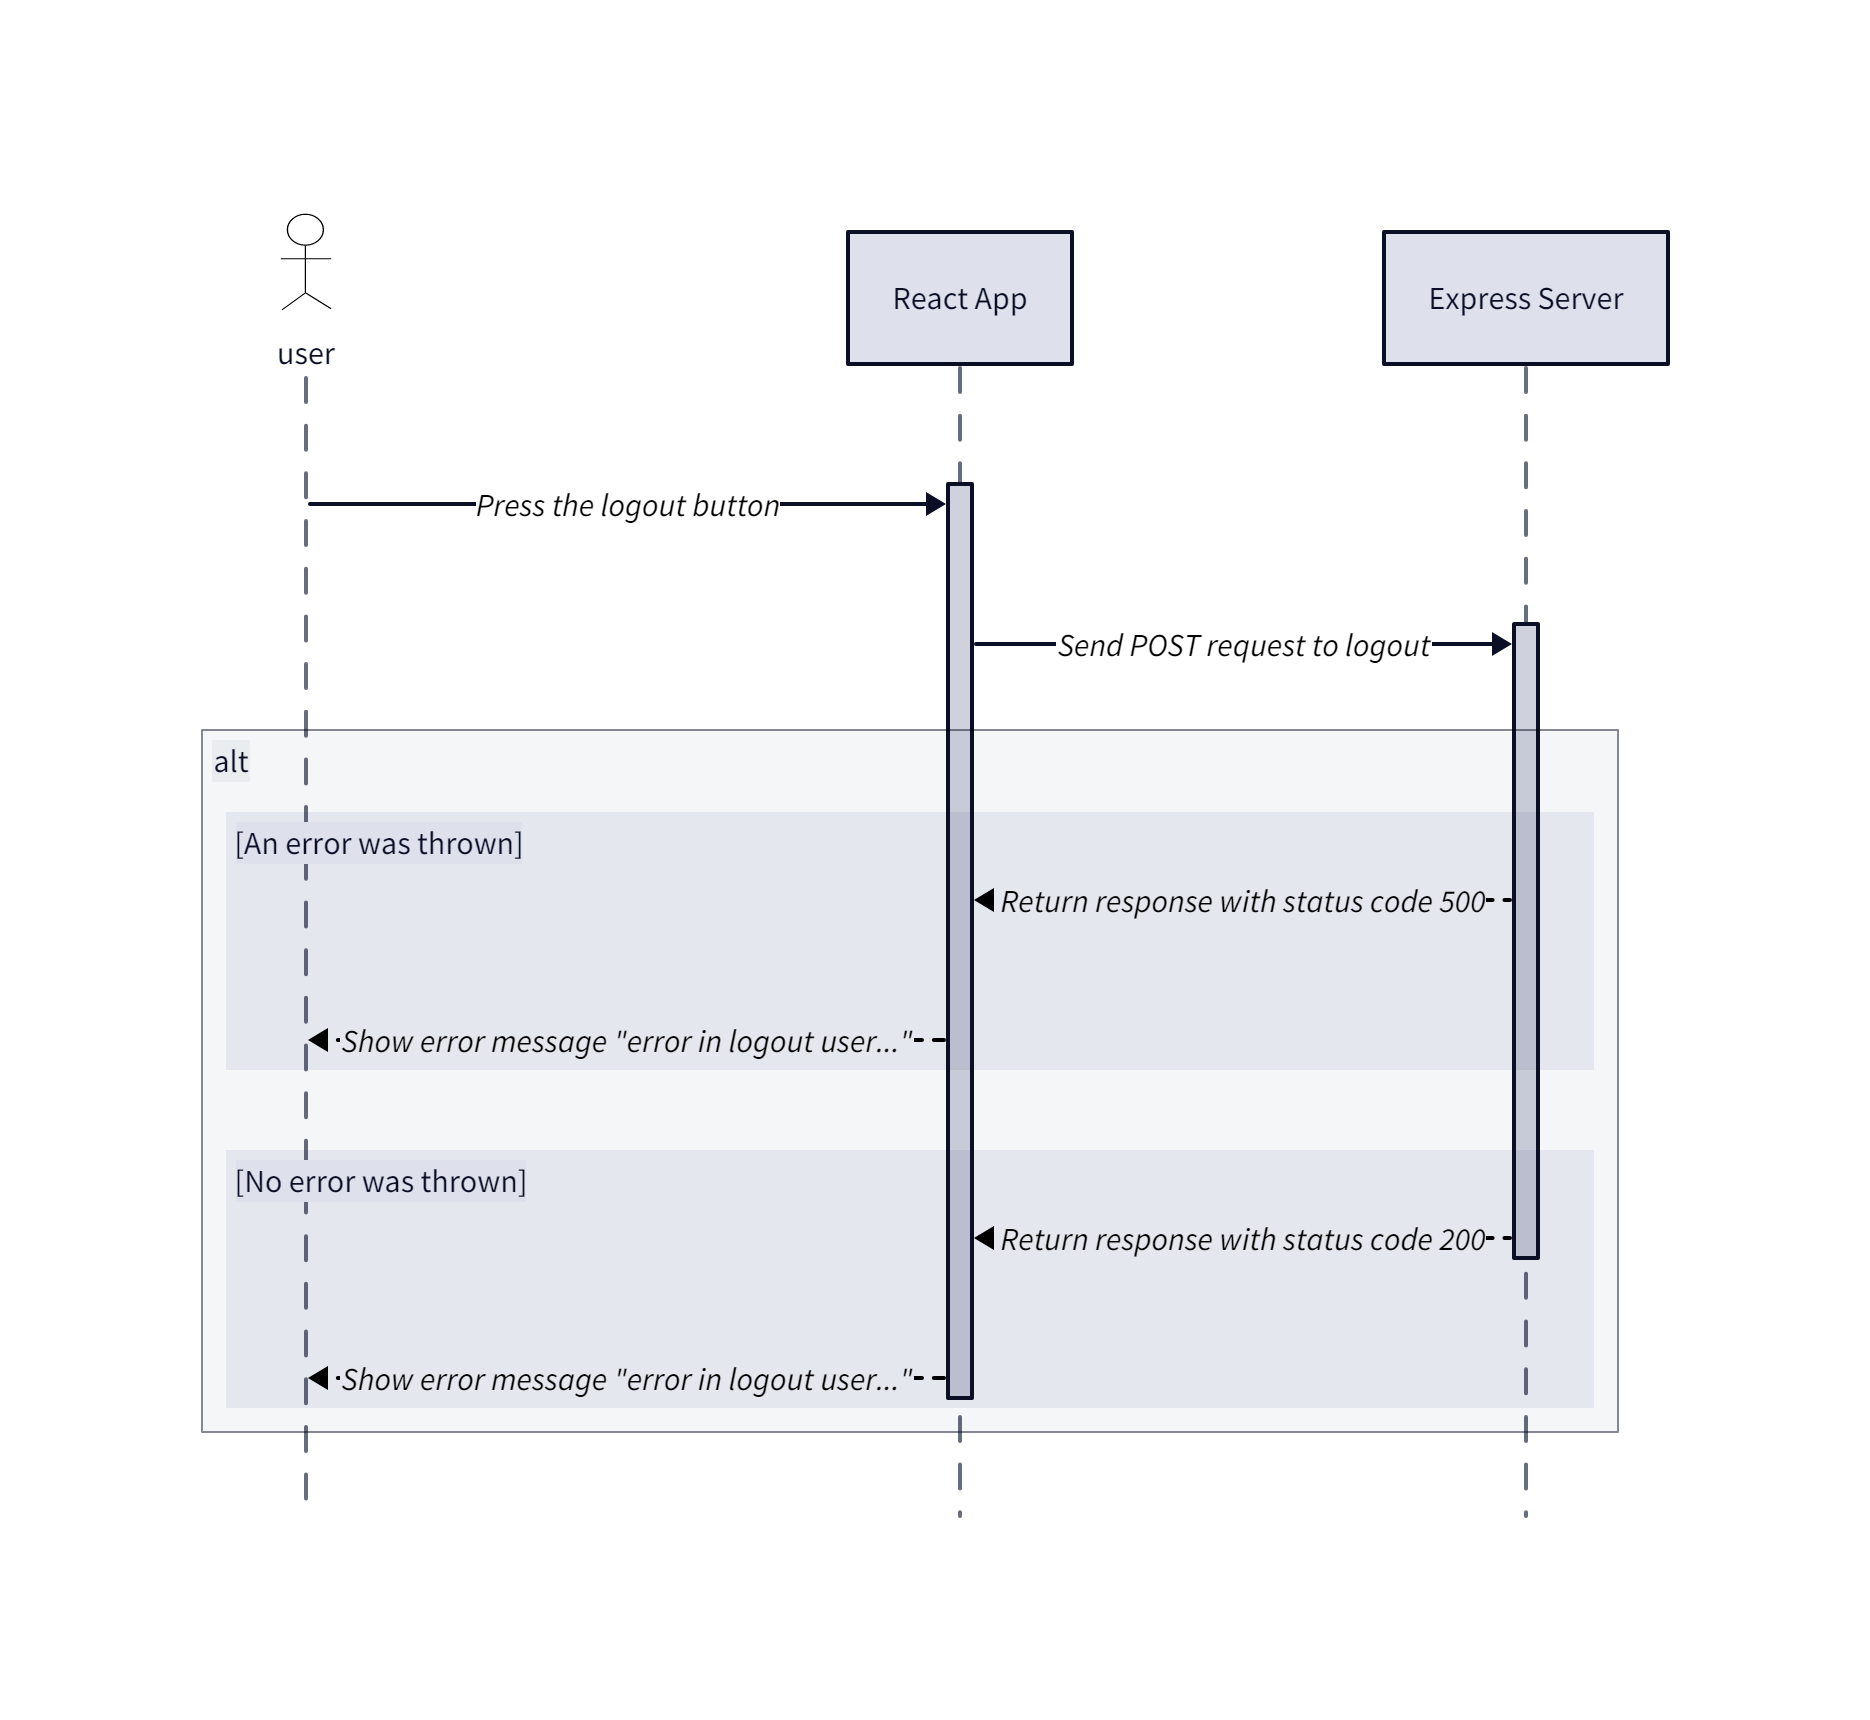 user
React App
Express Server
Press the logout button
Send POST request to logout
alt
[An error was thrown]
Return response with status code 500
Show error message "error in logout user..."
[No error was thrown]
Return response with status code 200
Show error message "error in logout user..."